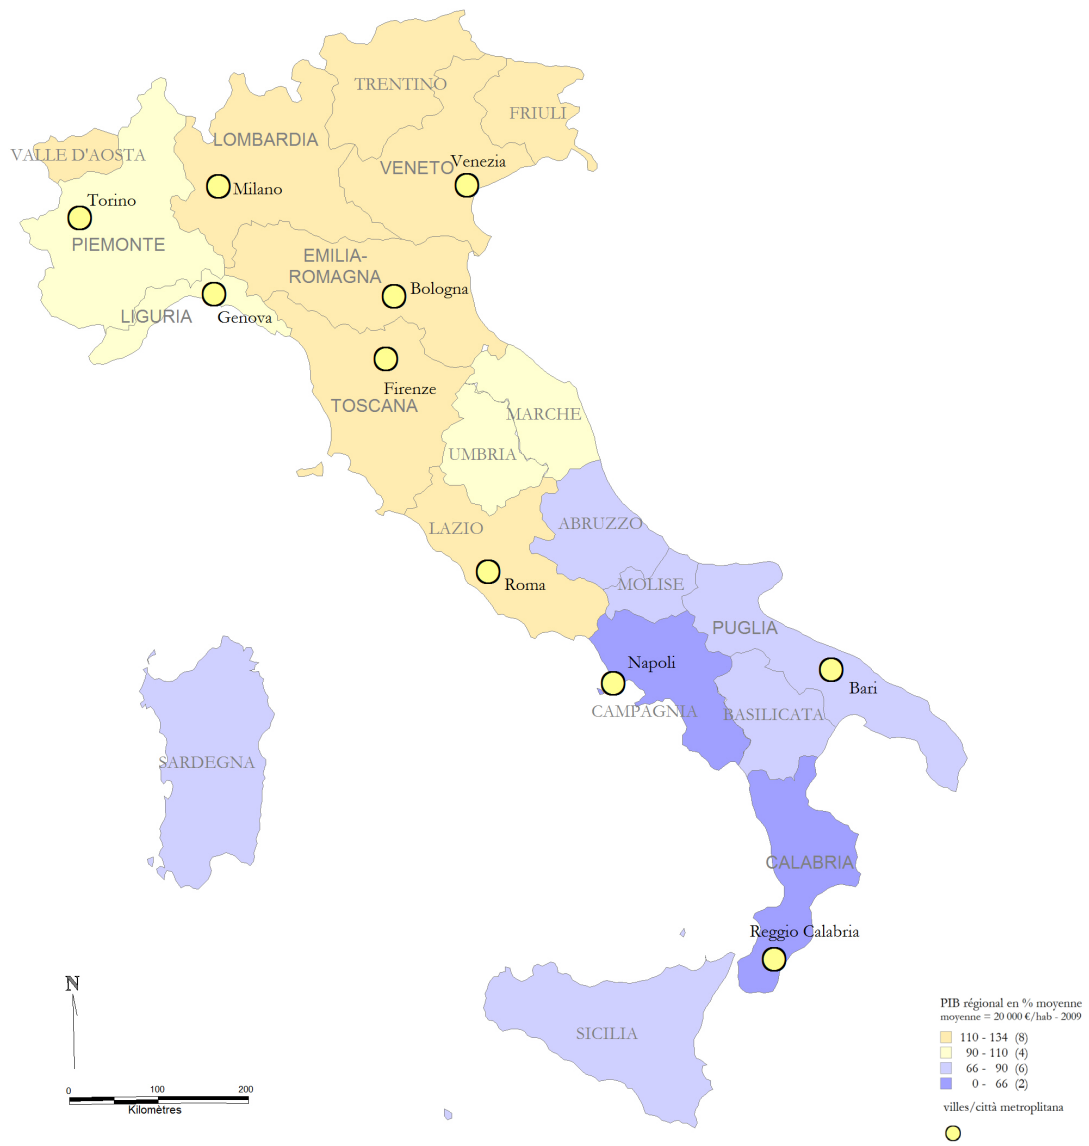 TRENTINO
FRIULI
LOMBARDIA
VALLE D'AOSTA
VENETO
Venezia
Milano
Torino
PIEMONTE
EMILIA-
ROMAGNA
Bologna
LIGURIA
Genova
Firenze
TOSCANA
MARCHE
UMBRIA
LAZIO
ABRUZZO
Roma
MOLISE
PUGLIA
Napoli
Bari
CAMPAGNIA
BASILICATA
SARDEGNA
CALABRIA
Reggio Calabria
SICILIA
N
0 100 200
Kilomètres
PIB régional en % moyenne
moyenne = 20 000 €/hab - 2009
110 - 134 (8)
90 - 110 (4)
66 - 90 (6)
0 - 66 (2)
villes/città metroplitana